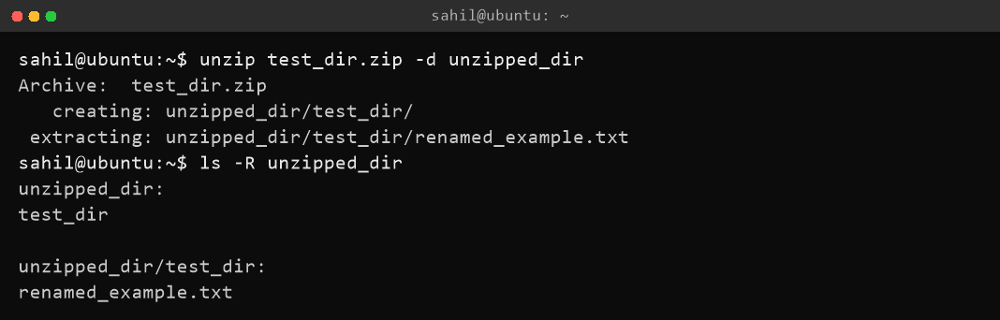 sahil@ubuntu: ~
sahil@ubuntu:~$ unzip test_dir.zip -d unzipped_dir
Archive:  test_dir.zip
   creating: unzipped_dir/test_dir/
 extracting: unzipped_dir/test_dir/renamed_example.txt
sahil@ubuntu:~$ ls -R unzipped_dir
unzipped_dir:
test_dir

unzipped_dir/test_dir:
renamed_example.txt